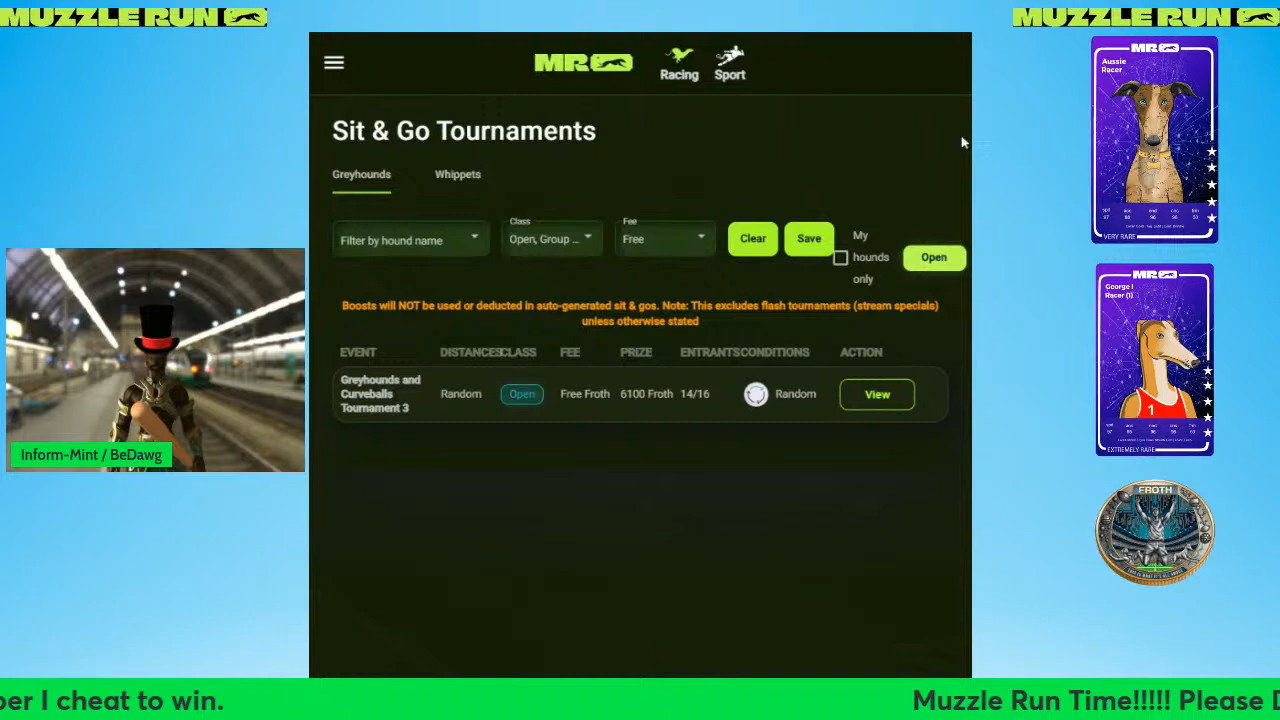 MUZZLE RUN
MUZZLE RUN
MR
Racing
Sport
Sit & Go Tournaments
Greyhounds
Whippets
Filter by hound name
Class
Open, Group ...
Fee
Free
Clear
Save
My
hounds
only
Open
Boosts will NOT be used or deducted in auto-generated sit & gos. Note: This excludes flash tournaments (stream specials)
unless otherwise stated
EVENT
DISTANCES
CLASS
FEE
PRIZE
ENTRANTS
CONDITIONS
ACTION
Greyhounds and
Curveballs
Tournament 3
Random
Open
Free Froth
6100 Froth
14/16
Random
View
Inform-Mint / BeDawg
MR
Aussie
Racer
VERY RARE
MR
George I
Racer (1)
1
EXTREMELY RARE
FROTH
per I cheat to win.
Muzzle Run Time!!!!! Please D